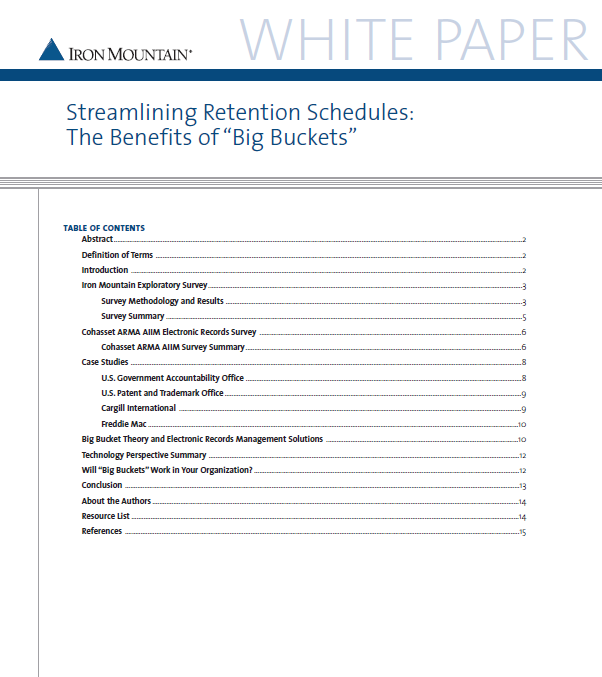 WHITE PAPER
IRON MOUNTAIN®
Streamlining Retention Schedules:
The Benefits of “Big Buckets”
TABLE OF CONTENTS
Abstract 2
Definition of Terms 2
Introduction 2
Iron Mountain Exploratory Survey 3
Survey Methodology and Results 3
Survey Summary 5
Cohasset ARMA AIIM Electronic Records Survey 6
Cohasset ARMA AIIM Survey Summary 6
Case Studies 8
U.S. Government Accountability Office 8
U.S. Patent and Trademark Office 9
Cargill International 9
Freddie Mac 10
Big Bucket Theory and Electronic Records Management Solutions 10
Technology Perspective Summary 12
Will “Big Buckets” Work in Your Organization? 12
Conclusion 13
About the Authors 14
Resource List 14
References 15